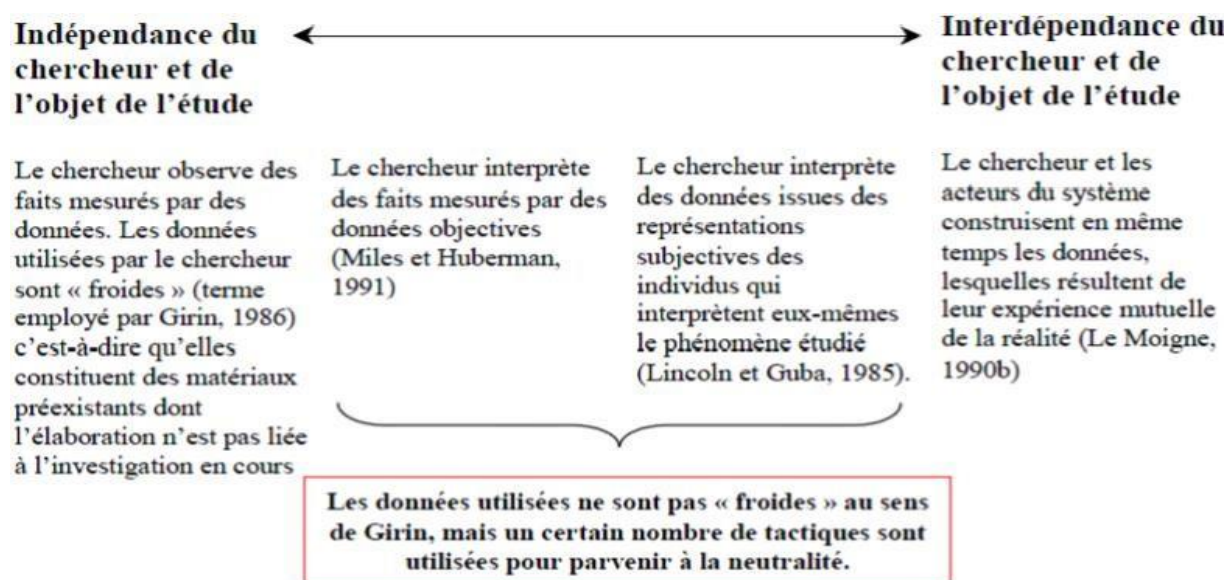 Indépendance du
chercheur et de
l'objet de l'étude
Interdépendance du
chercheur et de
l'objet de l'étude
Le chercheur observe des
faits mesurés par des
données. Les données
utilisées par le chercheur
sont « froides » (terme
employé par Girin, 1986)
c'est-à-dire qu'elles
constituent des matériaux
préexistants dont
l'élaboration n'est pas liée
à l'investigation en cours
Le chercheur interprète
des faits mesurés par des
données objectives
(Miles et Huberman,
1991)
Le chercheur interprète
des données issues des
représentations
subjectives des
individus qui
interprètent eux-mêmes
le phénomène étudié
(Lincoln et Guba, 1985).
Le chercheur et les
acteurs du système
construisent en même
temps les données,
lesquelles résultent de
leur expérience mutuelle
de la réalité (Le Moigne,
1990b)
Les données utilisées ne sont pas « froides » au sens
de Girin, mais un certain nombre de tactiques sont
utilisées pour parvenir à la neutralité.